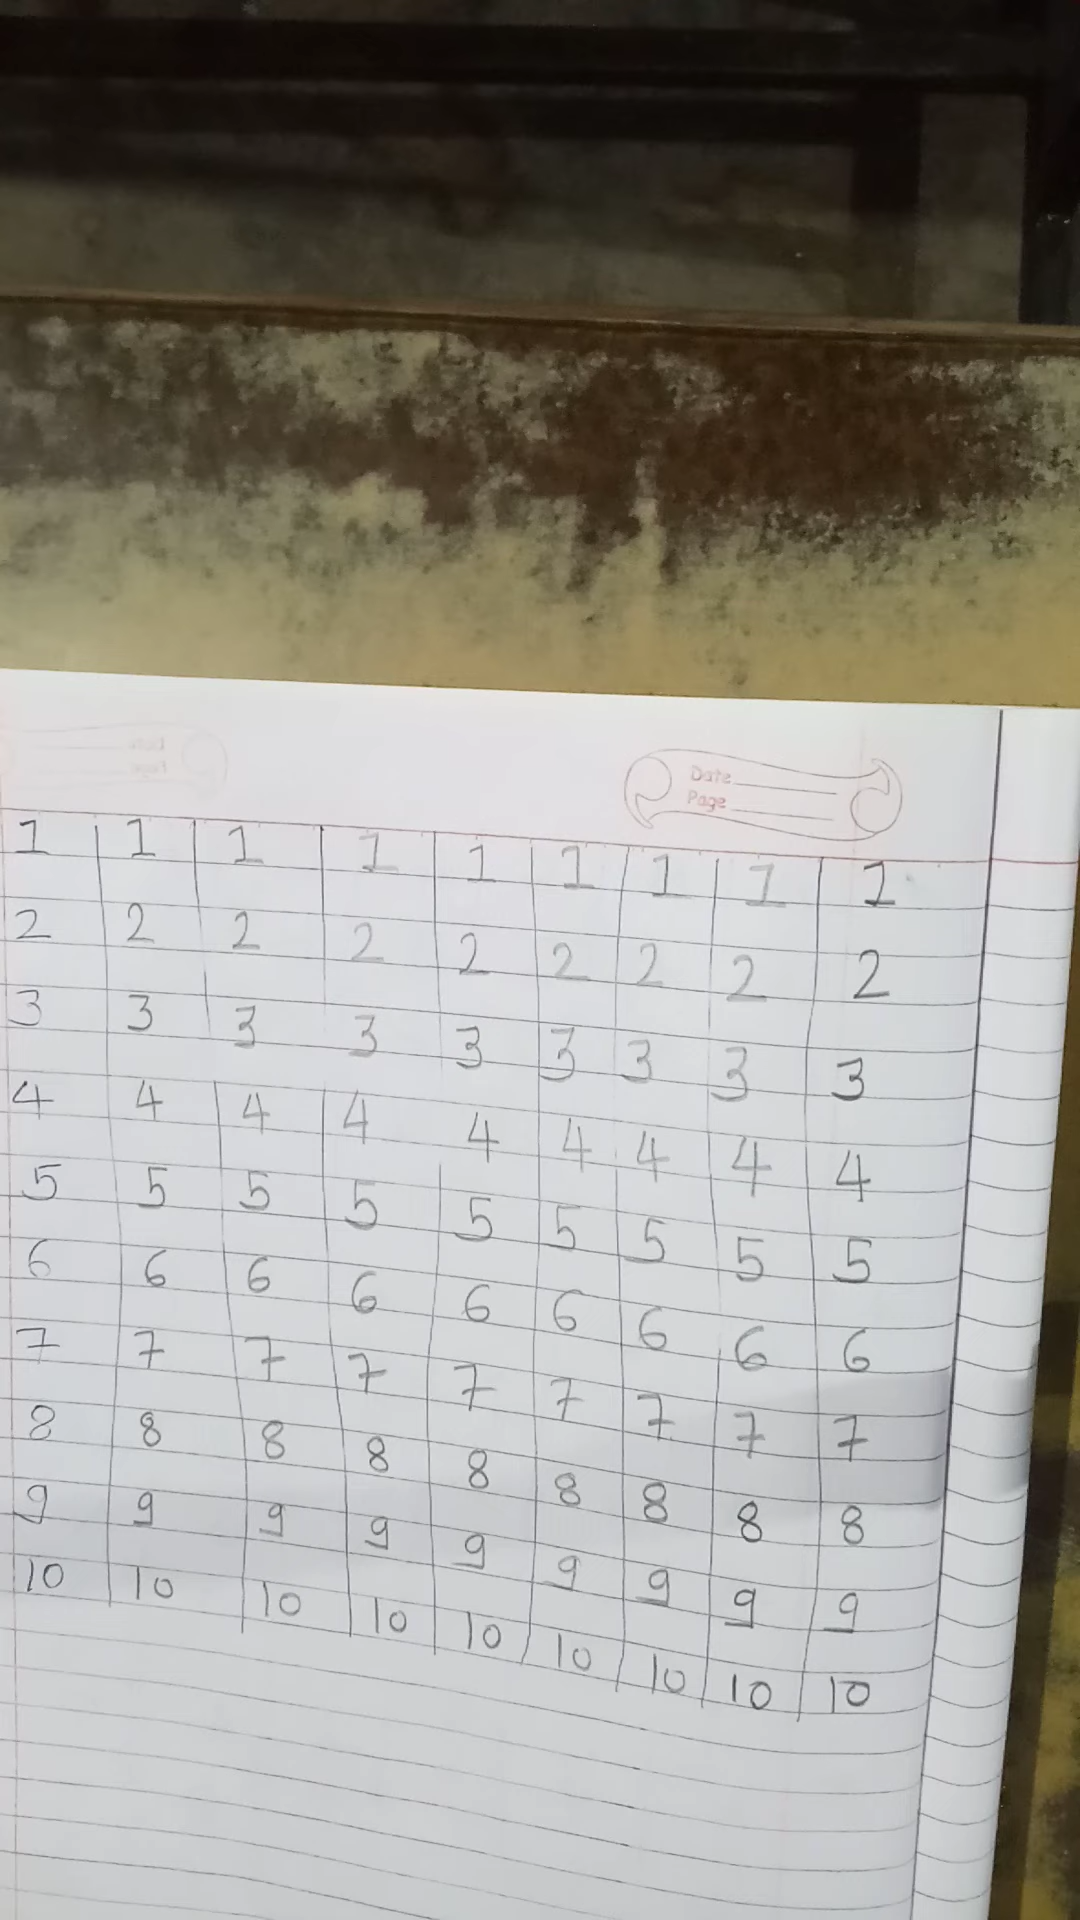 Date
Page
1 1 1 1 1 1 1 1 1
2 2 2 2 2 2 2 2 2
3 3 3 3 3 3 3 3 3
4 4 4 4 4 4 4 4 4
5 5 5 5 5 5 5 5 5
6 6 6 6 6 6 6 6 6
7 7 7 7 7 7 7 7 7
8 8 8 8 8 8 8 8 8
9 9 9 9 9 9 9 9 9
10 10 10 10 10 10 10 10 10